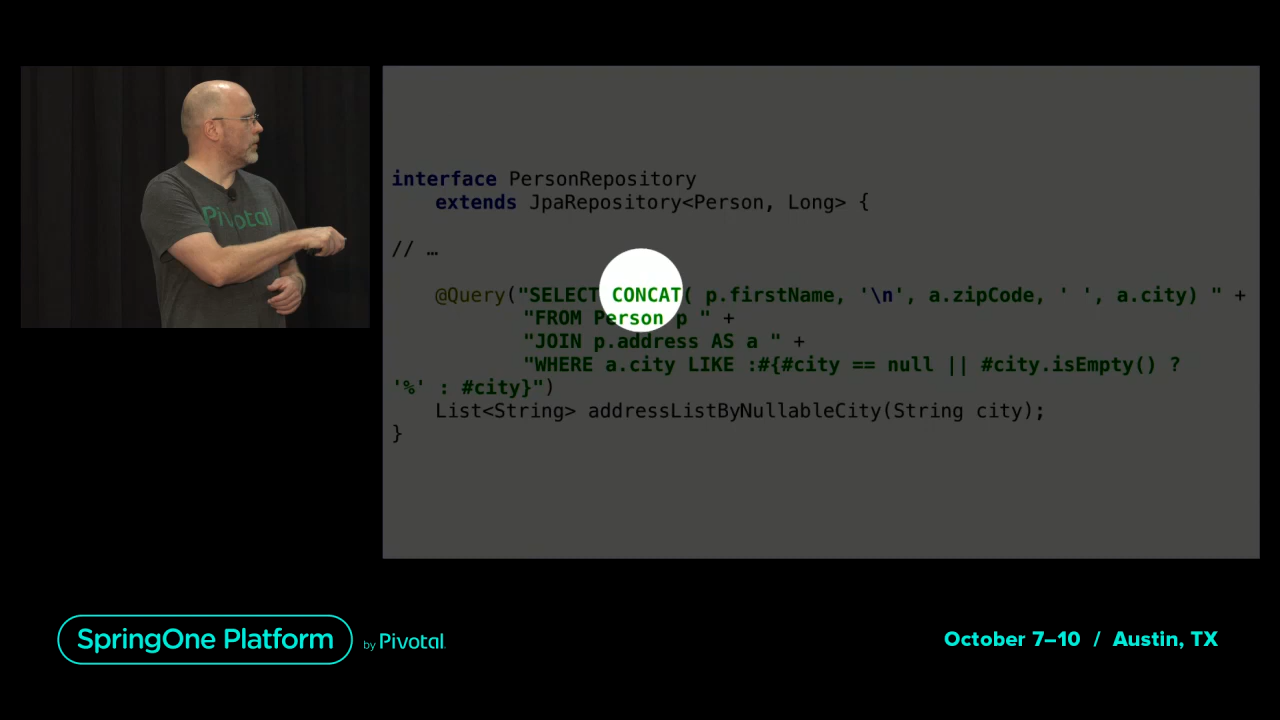 Pivotal
interface PersonRepository
extends JpaRepository<Person, Long> {
// …
@Query("SELECT CONCAT( p.firstName, '\n', a.zipCode, ' ', a.city) " +
"FROM Person p " +
"JOIN p.address AS a " +
"WHERE a.city LIKE :#{#city == null || #city.isEmpty() ?
'%' : #city}")
List<String> addressListByNullableCity(String city);
}
SpringOne Platform by Pivotal
October 7–10 / Austin, TX